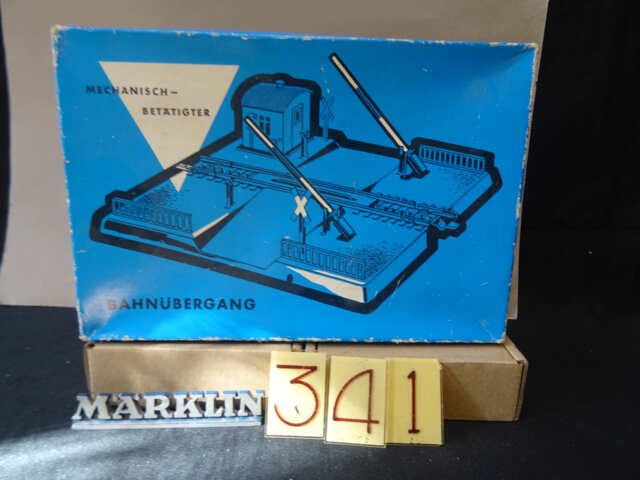 MECHANISCH–
BETÄTIGTER
BAHNÜBERGANG
MÄRKLIN 341